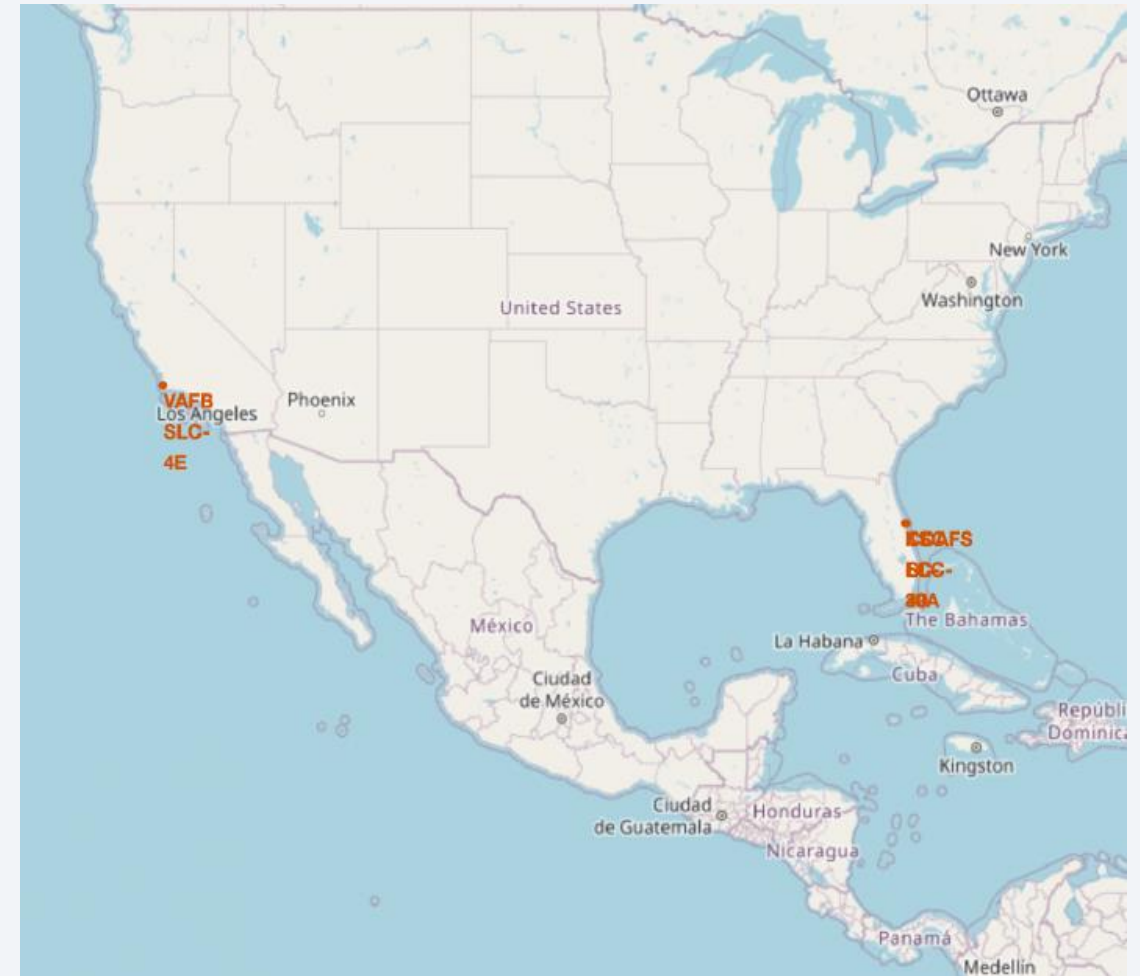 Ottawa
New York
Washington
United States
Phoenix
VAFB
Los Angeles
SLC-
4E
The Bahamas
México
La Habana
Cuba
Ciudad
de México
Repúbli
Dominica
Kingston
Ciudad
de Guatemala
Honduras
Nicaragua
Panamá
Medellín